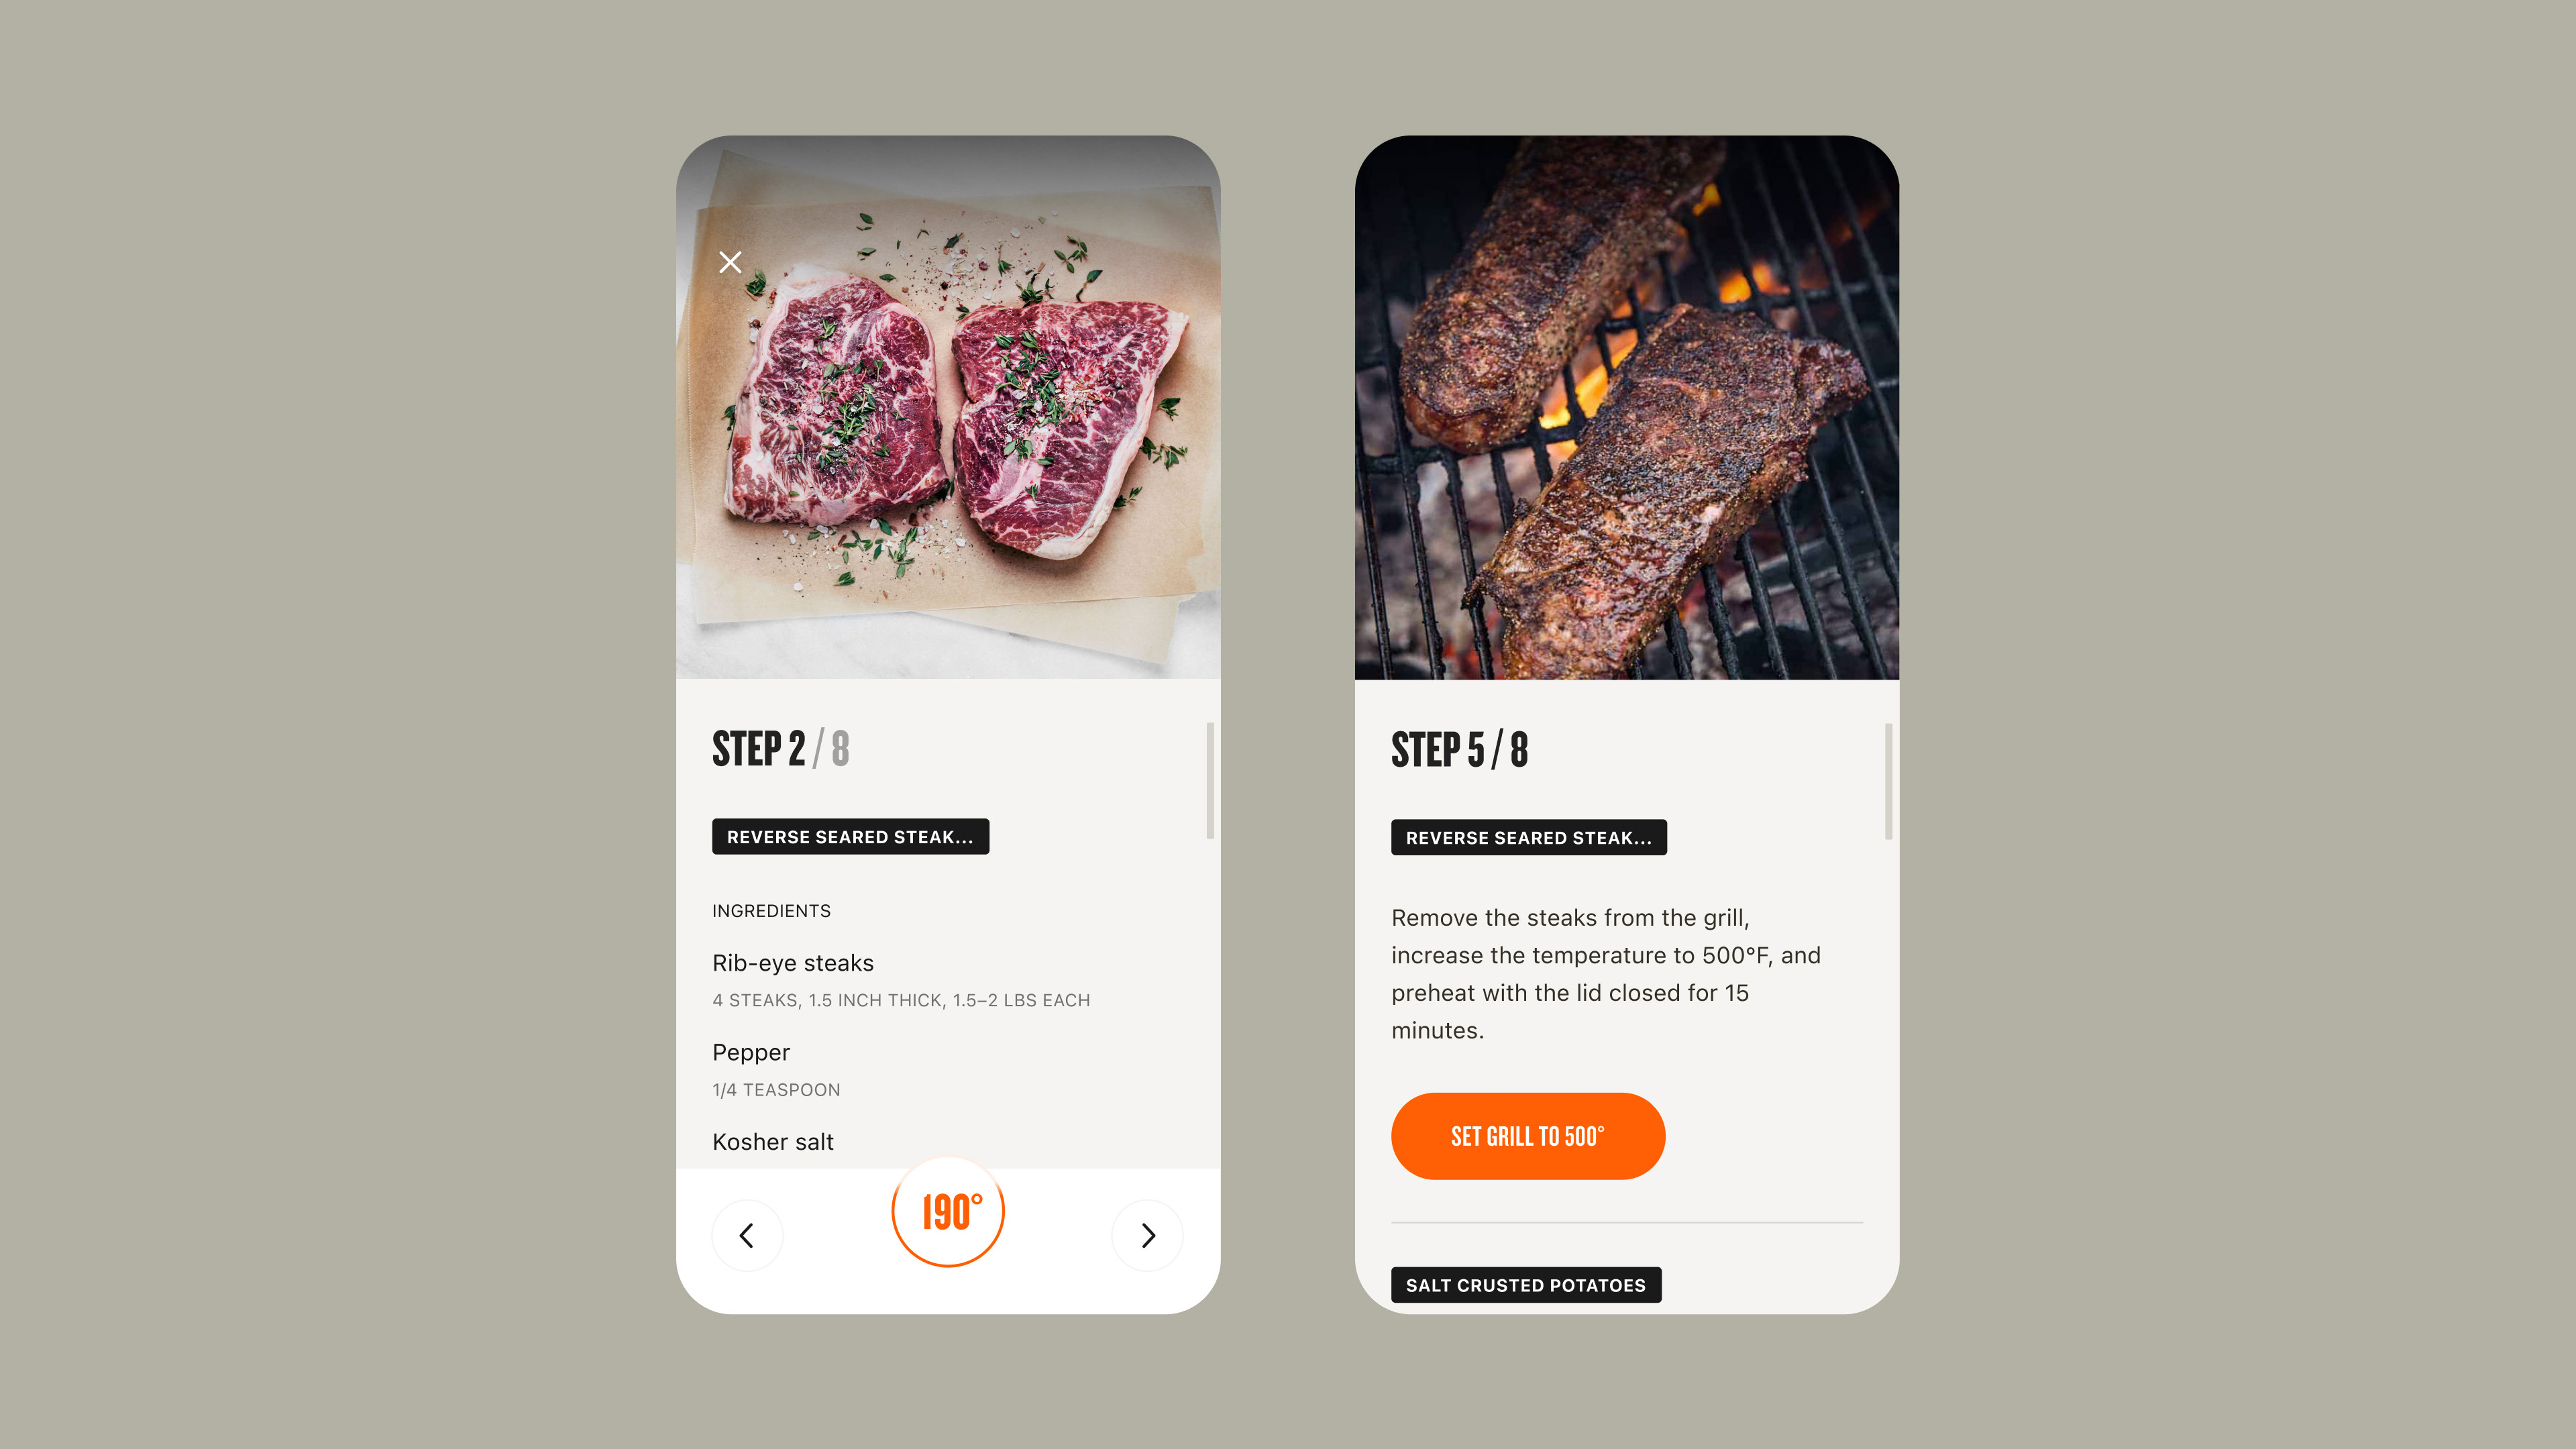 STEP 2 / 8
REVERSE SEARED STEAK...
INGREDIENTS
Rib-eye steaks
4 STEAKS, 1.5 INCH THICK, 1.5–2 LBS EACH
Pepper
1/4 TEASPOON
Kosher salt
190°
STEP 5 / 8
REVERSE SEARED STEAK...
Remove the steaks from the grill,
increase the temperature to 500°F, and
preheat with the lid closed for 15
minutes.
SET GRILL TO 500°
SALT CRUSTED POTATOES